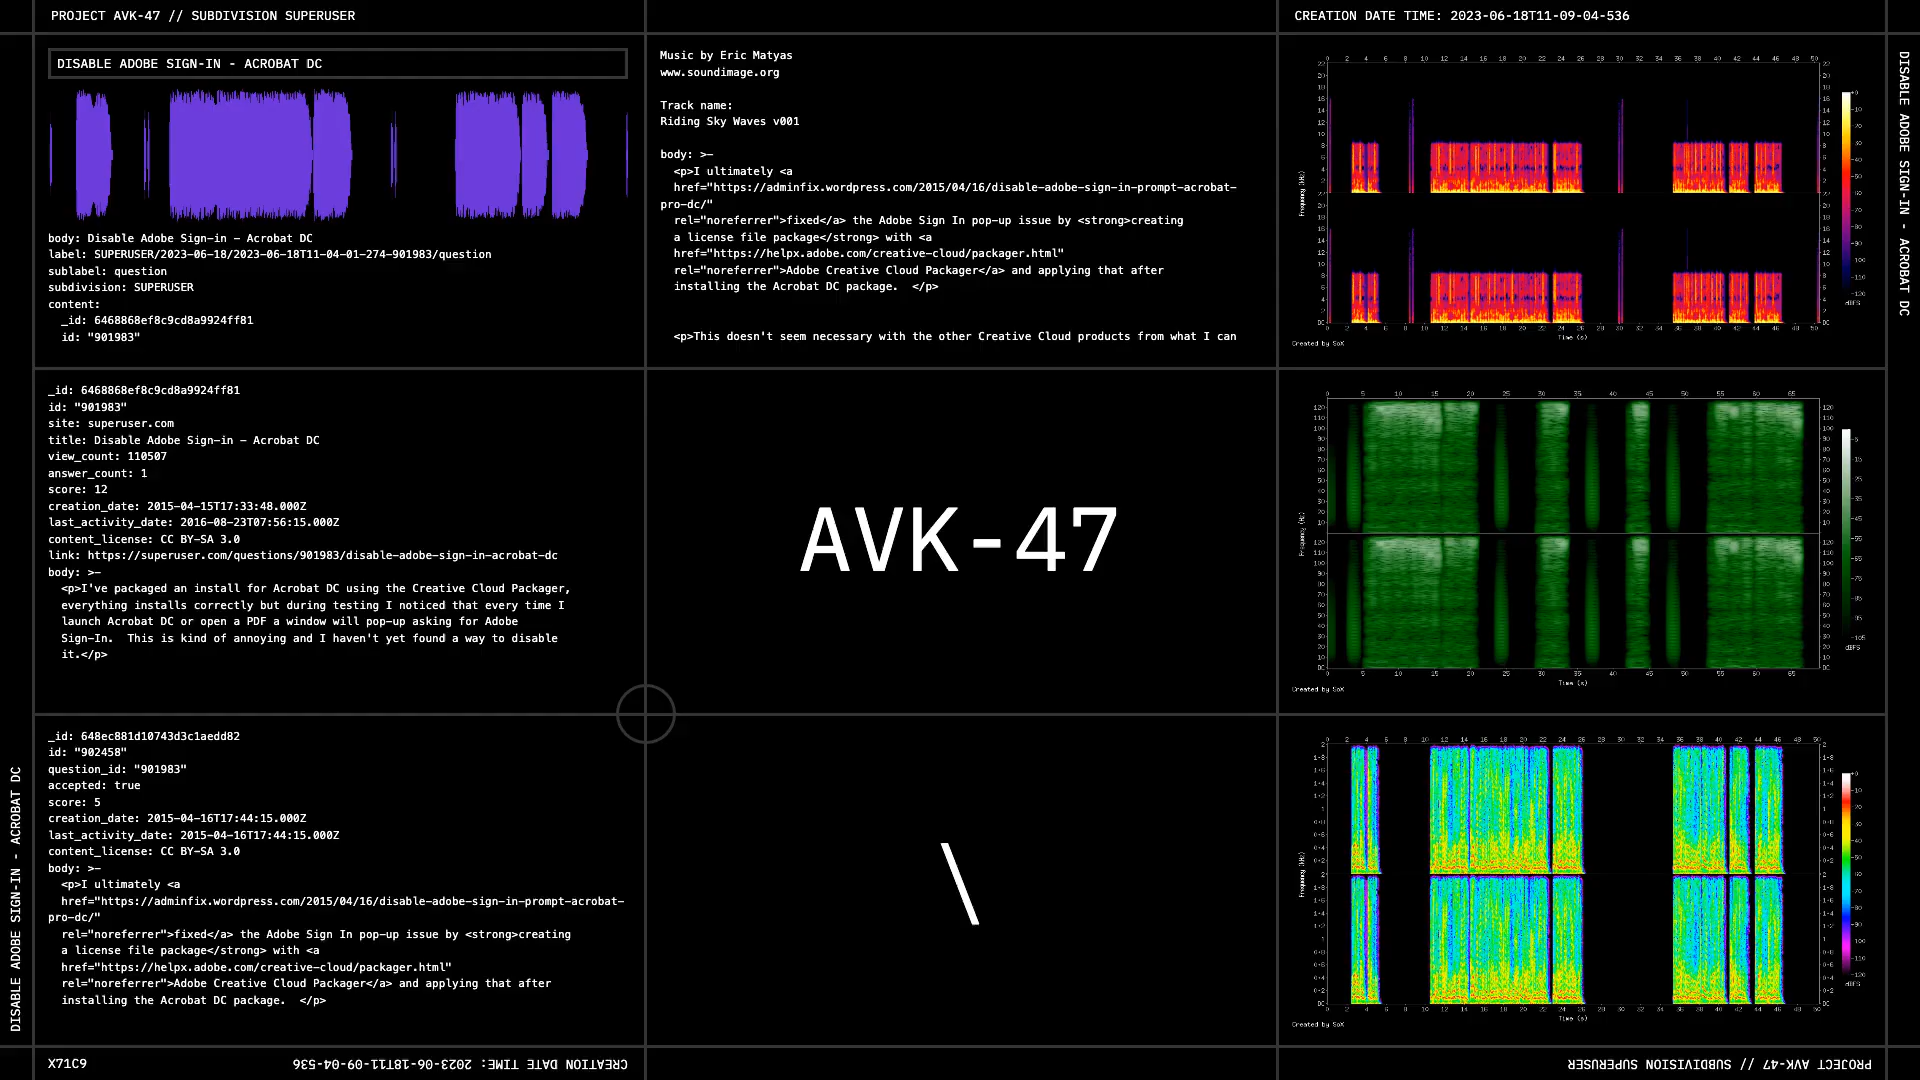 PROJECT AVK-47 // SUBDIVISION SUPERUSER
CREATION DATE TIME: 2023-06-18T11-09-04-536
DISABLE ADOBE SIGN-IN - ACROBAT DC
body: Disable Adobe Sign-in – Acrobat DC
label: SUPERUSER/2023-06-18/2023-06-18T11-04-01-274-901983/question
sublabel: question
subdivision: SUPERUSER
content:
_id: 6468868ef8c9cd8a9924ff81
id: "901983"
Music by Eric Matyas
www.soundimage.org
Track name:
Riding Sky Waves v001
body: >-
<p>I ultimately <a
href="https://adminfix.wordpress.com/2015/04/16/disable-adobe-sign-in-prompt-acrobat-
pro-dc/"
rel="noreferrer">fixed</a> the Adobe Sign In pop-up issue by <strong>creating
a license file package</strong> with <a
href="https://helpx.adobe.com/creative-cloud/packager.html"
rel="noreferrer">Adobe Creative Cloud Packager</a> and applying that after
installing the Acrobat DC package.  </p>
<p>This doesn't seem necessary with the other Creative Cloud products from what I can
Frequency (kHz)
Time (s)
dBFS
Created by SoX
DISABLE ADOBE SIGN-IN - ACROBAT DC
_id: 6468868ef8c9cd8a9924ff81
id: "901983"
site: superuser.com
title: Disable Adobe Sign-in – Acrobat DC
view_count: 110507
answer_count: 1
score: 12
creation_date: 2015-04-15T17:33:48.000Z
last_activity_date: 2016-08-23T07:56:15.000Z
content_license: CC BY-SA 3.0
link: https://superuser.com/questions/901983/disable-adobe-sign-in-acrobat-dc
body: >-
<p>I've packaged an install for Acrobat DC using the Creative Cloud Packager,
everything installs correctly but during testing I noticed that every time I
launch Acrobat DC or open a PDF a window will pop-up asking for Adobe
Sign-In.  This is kind of annoying and I haven't yet found a way to disable
it.</p>
AVK-47
Frequency (Hz)
Time (s)
dBFS
Created by SoX
_id: 648ec881d10743d3c1aedd82
id: "902458"
question_id: "901983"
accepted: true
score: 5
creation_date: 2015-04-16T17:44:15.000Z
last_activity_date: 2015-04-16T17:44:15.000Z
content_license: CC BY-SA 3.0
body: >-
<p>I ultimately <a
href="https://adminfix.wordpress.com/2015/04/16/disable-adobe-sign-in-prompt-acrobat-
pro-dc/"
rel="noreferrer">fixed</a> the Adobe Sign In pop-up issue by <strong>creating
a license file package</strong> with <a
href="https://helpx.adobe.com/creative-cloud/packager.html"
rel="noreferrer">Adobe Creative Cloud Packager</a> and applying that after
installing the Acrobat DC package.  </p>
\
Frequency (kHz)
Time (s)
dBFS
Created by SoX
DISABLE ADOBE SIGN-IN - ACROBAT DC
X71J9
CREATION DATE TIME: 2023-06-18T11-09-04-536
PROJECT AVK-47 // SUBDIVISION SUPERUSER